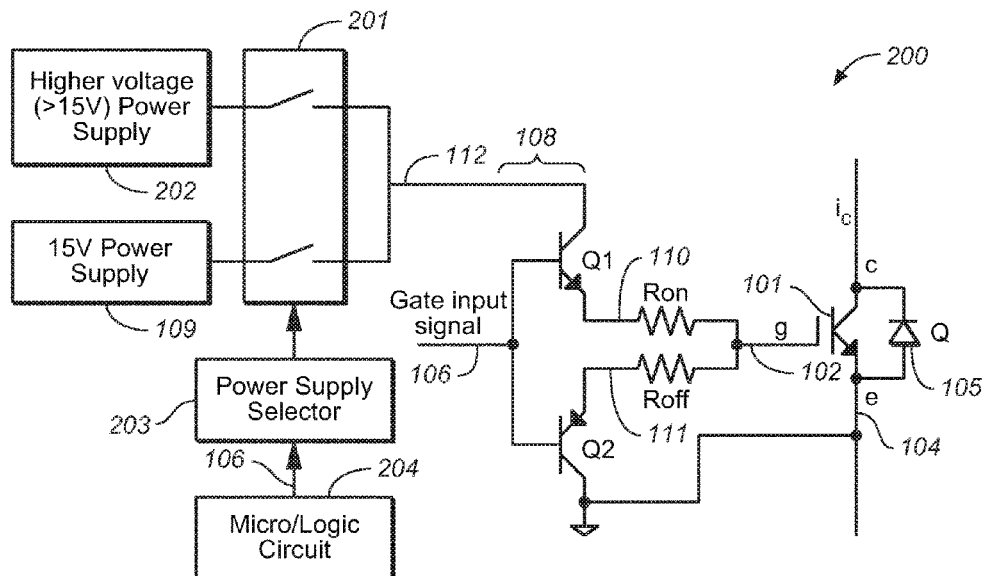 201
200
Higher voltage
(>15V) Power
Supply
202
112
108
15V Power
Supply
109
Q1
110
Ron
Gate input
signal
106
g
102
101
i_c
c
Q
105
e
104
Roff
111
Q2
Power Supply
Selector
203
106
204
Micro/Logic
Circuit